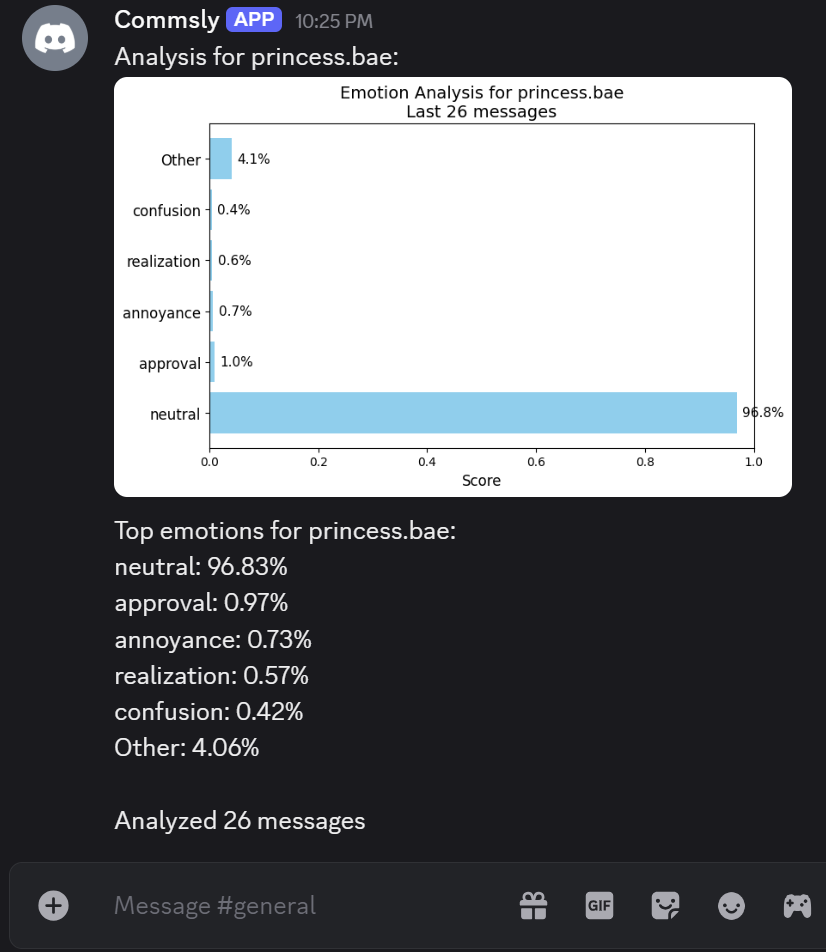 Commsly APP 10:25 PM
Analysis for princess.bae:
Emotion Analysis for princess.bae
Last 26 messages
Other 4.1%
confusion 0.4%
realization 0.6%
annoyance 0.7%
approval 1.0%
neutral 96.8%
0.0 0.2 0.4 0.6 0.8 1.0
Score
Top emotions for princess.bae:
neutral: 96.83%
approval: 0.97%
annoyance: 0.73%
realization: 0.57%
confusion: 0.42%
Other: 4.06%
Analyzed 26 messages
Message #general
GIF